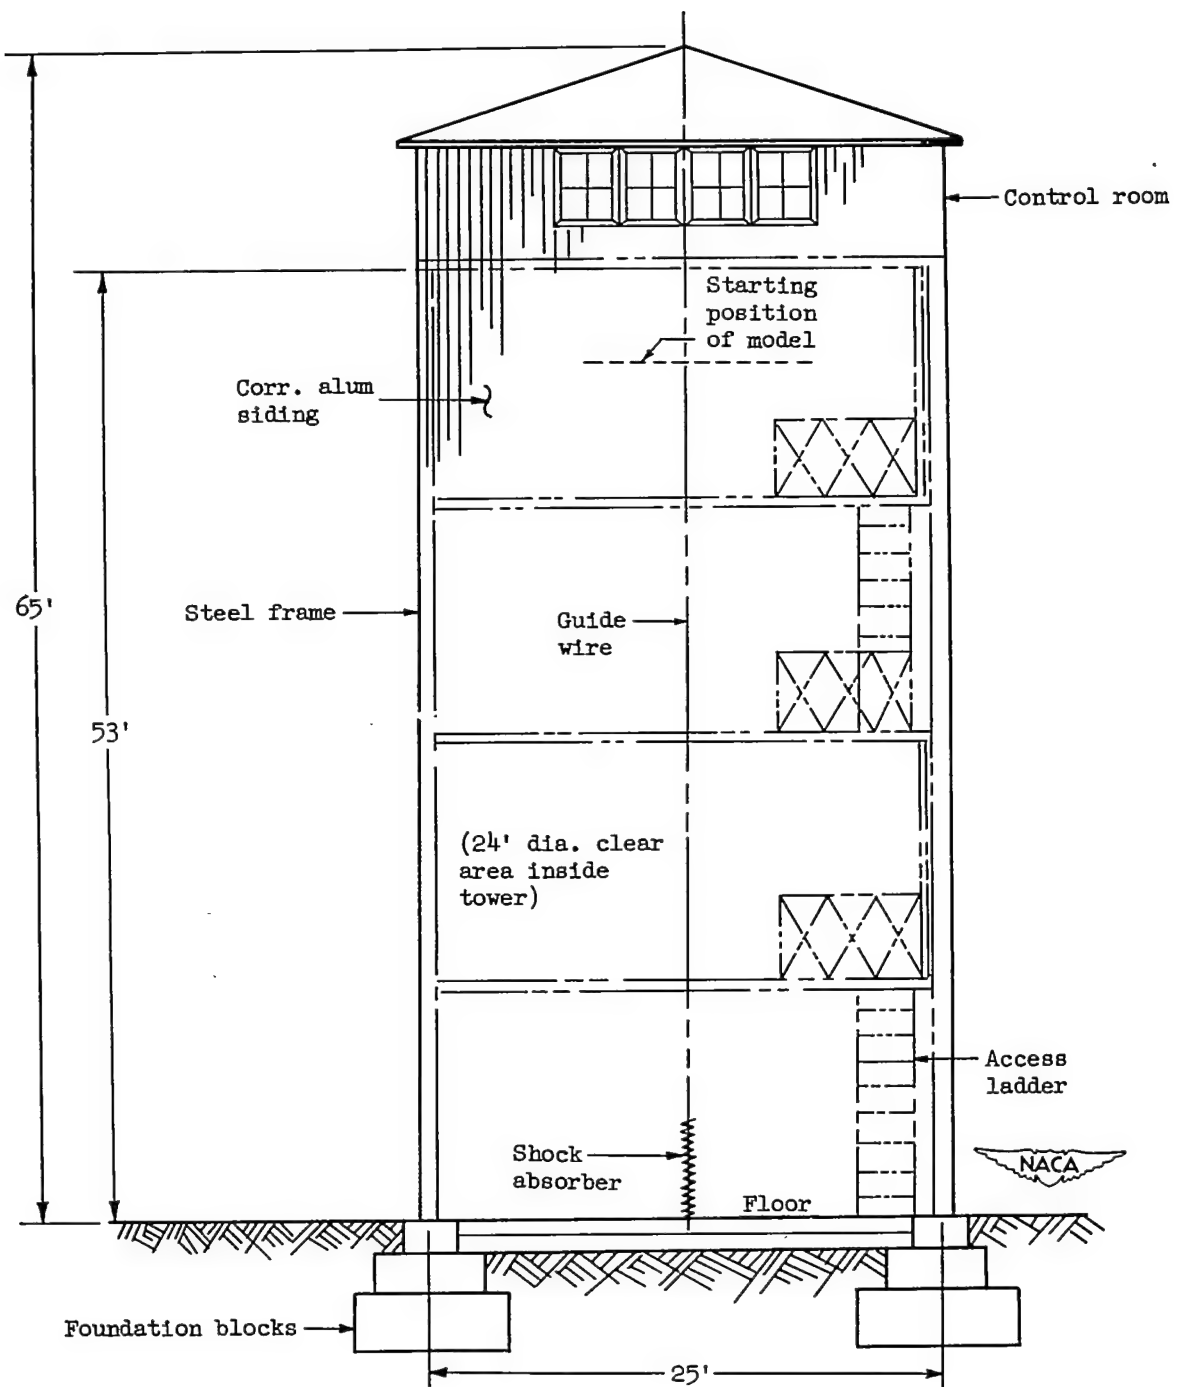 Control room
Starting
position
of model
Corr. alum
siding
65'
Steel frame
Guide
wire
53'
(24' dia. clear
area inside
tower)
Access
ladder
Shock
absorber
NACA
Floor
Foundation blocks
25'